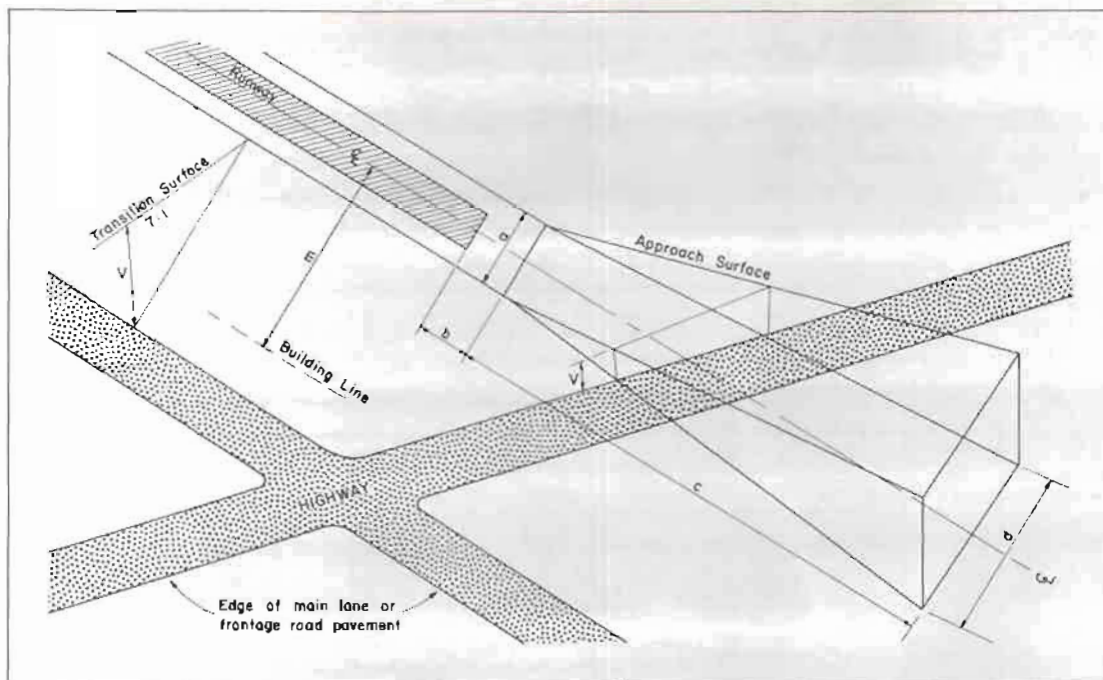 Runway
℄
a
Transition Surface
7:1
Approach Surface
E
V
b
Building Line
V
HIGHWAY
c
d
℄
Edge of main lane or
frontage road pavement